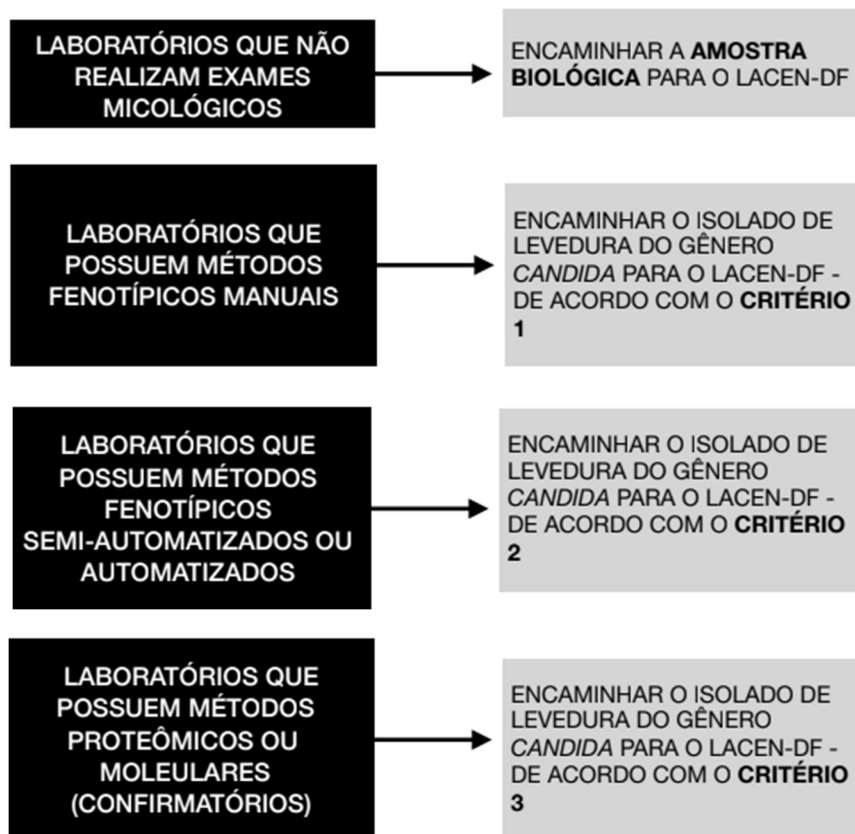 LABORATÓRIOS QUE NÃO
REALIZAM EXAMES
MICOLÓGICOS
ENCAMINHAR A AMOSTRA
BIOLÓGICA PARA O LACEN-DF
LABORATÓRIOS QUE
POSSUEM MÉTODOS
FENOTÍPICOS MANUAIS
ENCAMINHAR O ISOLADO DE
LEVEDURA DO GÊNERO
CANDIDA PARA O LACEN-DF -
DE ACORDO COM O CRITÉRIO
1
LABORATÓRIOS QUE
POSSUEM MÉTODOS
FENOTÍPICOS
SEMI-AUTOMATIZADOS OU
AUTOMATIZADOS
ENCAMINHAR O ISOLADO DE
LEVEDURA DO GÊNERO
CANDIDA PARA O LACEN-DF -
DE ACORDO COM O CRITÉRIO
2
LABORATÓRIOS QUE
POSSUEM MÉTODOS
PROTEÔMICOS OU
MOLEULARES
(CONFIRMATÓRIOS)
ENCAMINHAR O ISOLADO DE
LEVEDURA DO GÊNERO
CANDIDA PARA O LACEN-DF -
DE ACORDO COM O CRITÉRIO
3